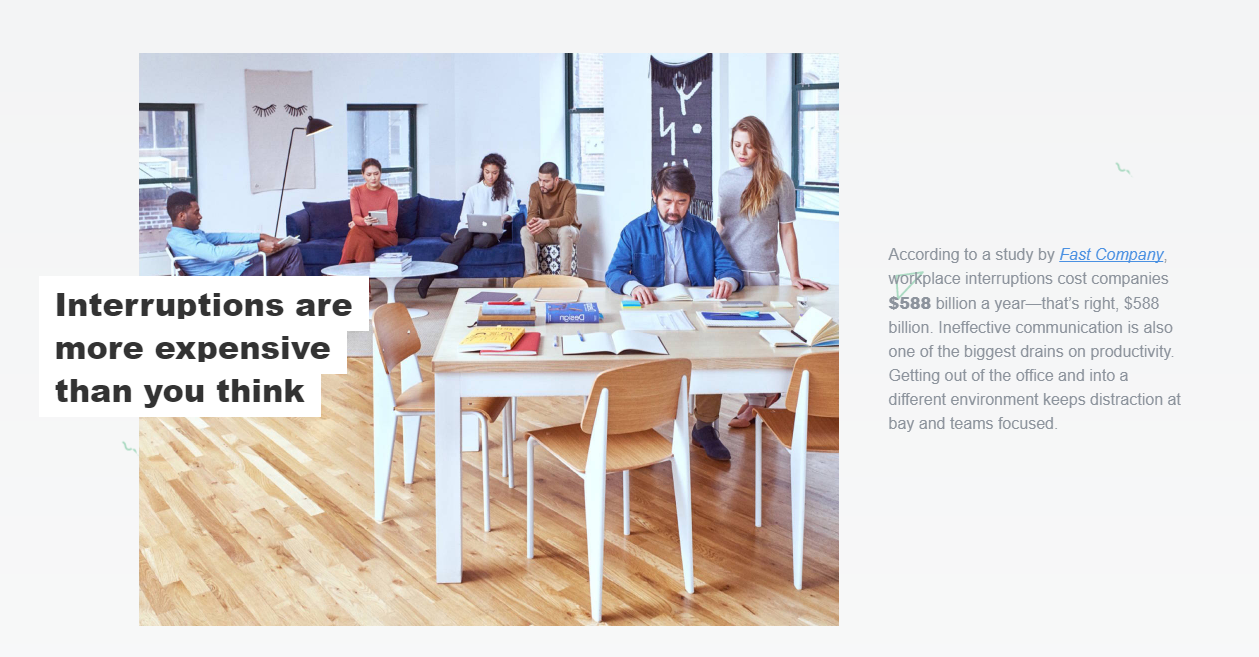 Interruptions are
more expensive
than you think
According to a study by Fast Company,
workplace interruptions cost companies
$588 billion a year—that's right, $588
billion. Ineffective communication is also
one of the biggest drains on productivity.
Getting out of the office and into a
different environment keeps distraction at
bay and teams focused.
Design